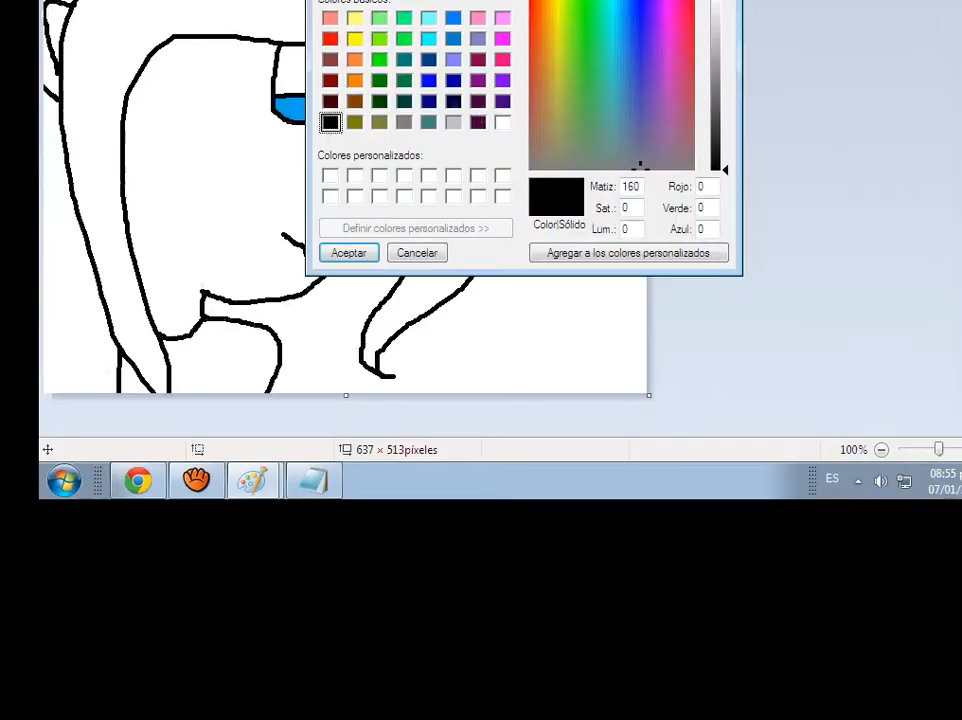 Colores básicos:
Colores personalizados:
Matiz: 160 Rojo: 0
Sat.: 0 Verde: 0
Color|Sólido Lum.: 0 Azul: 0
Definir colores personalizados >>
Aceptar Cancelar Agregar a los colores personalizados
637 × 513píxeles 100%
ES 08:55
07/01/